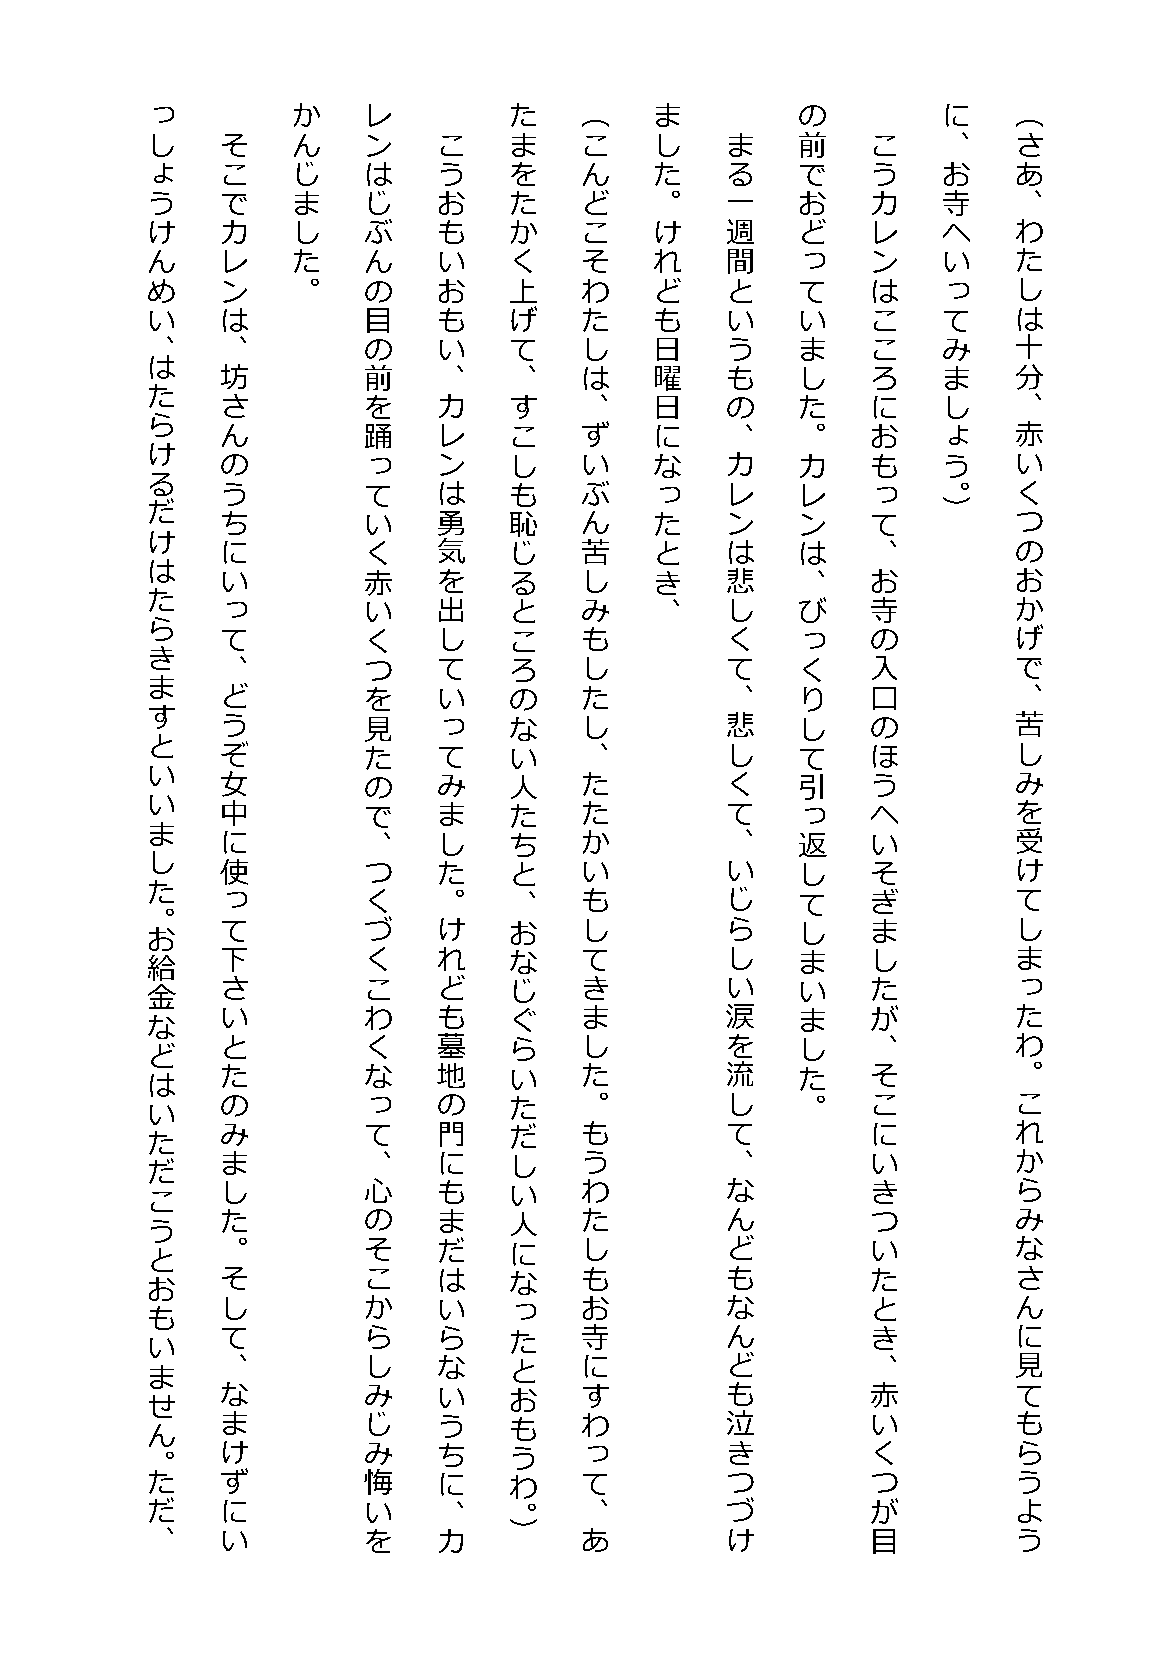 （さあ、わたしは十分、赤いくつのおかげで、苦しみを受けてしまったわ。これからみなさんに見てもらうよう
に、お寺へいってみましょう。）
　こうカレンはこころにおもって、お寺の入口のほうへいそぎましたが、そこにいきついたとき、赤いくつが目
の前でおどっていました。カレンは、びっくりして引っ返してしまいました。
　まる一週間というもの、カレンは悲しくて、悲しくて、いじらしい涙を流して、なんどもなんども泣きつづけ
ました。けれども日曜日になったとき、
（こんどこそわたしは、ずいぶん苦しみもしたし、たたかいもしてきました。もうわたしもお寺にすわって、あ
たまをたかく上げて、すこしも恥じるところのない人たちと、おなじぐらいただしい人になったとおもうわ。）
　こうおもいおもい、カレンは勇気を出していってみました。けれども墓地の門にもまだはいらないうちに、カ
レンはじぶんの目の前を踊っていく赤いくつを見たので、つくづくこわくなって、心のそこからしみじみ悔いを
かんじました。
　そこでカレンは、坊さんのうちにいって、どうぞ女中に使って下さいとたのみました。そして、なまけずにい
っしょうけんめい、はたらけるだけはたらきますといいました。お給金などはいただこうとおもいません。ただ、